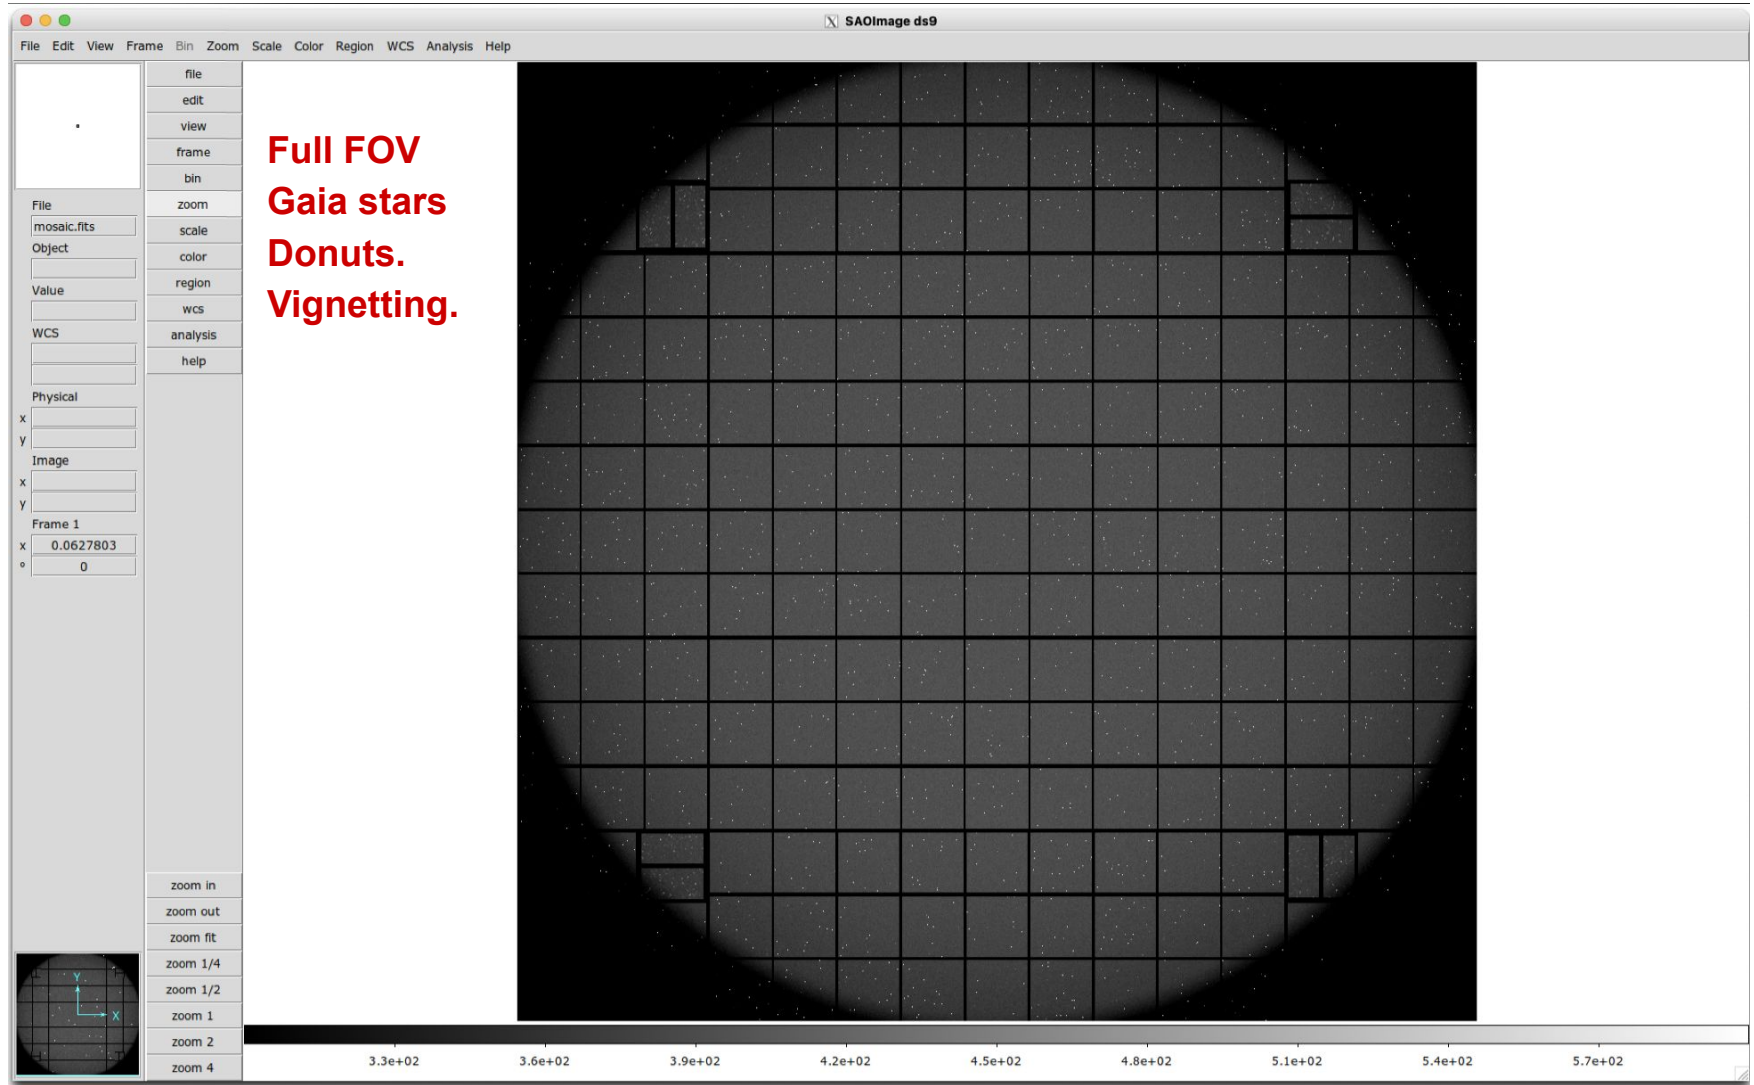 SAOImage ds9
File Edit View Frame Bin Zoom Scale Color Region WCS Analysis Help
file
edit
view
frame
bin
zoom
scale
color
region
wcs
analysis
help
File
mosaic.fits
Object
Value
WCS
Physical
x
y
Image
x
y
Frame 1
x 0.0627803
° 0
Full FOV
Gaia stars
Donuts.
Vignetting.
zoom in
zoom out
zoom fit
zoom 1/4
zoom 1/2
zoom 1
zoom 2
zoom 4
Y
X
3.3e+02 3.6e+02 3.9e+02 4.2e+02 4.5e+02 4.8e+02 5.1e+02 5.4e+02 5.7e+02